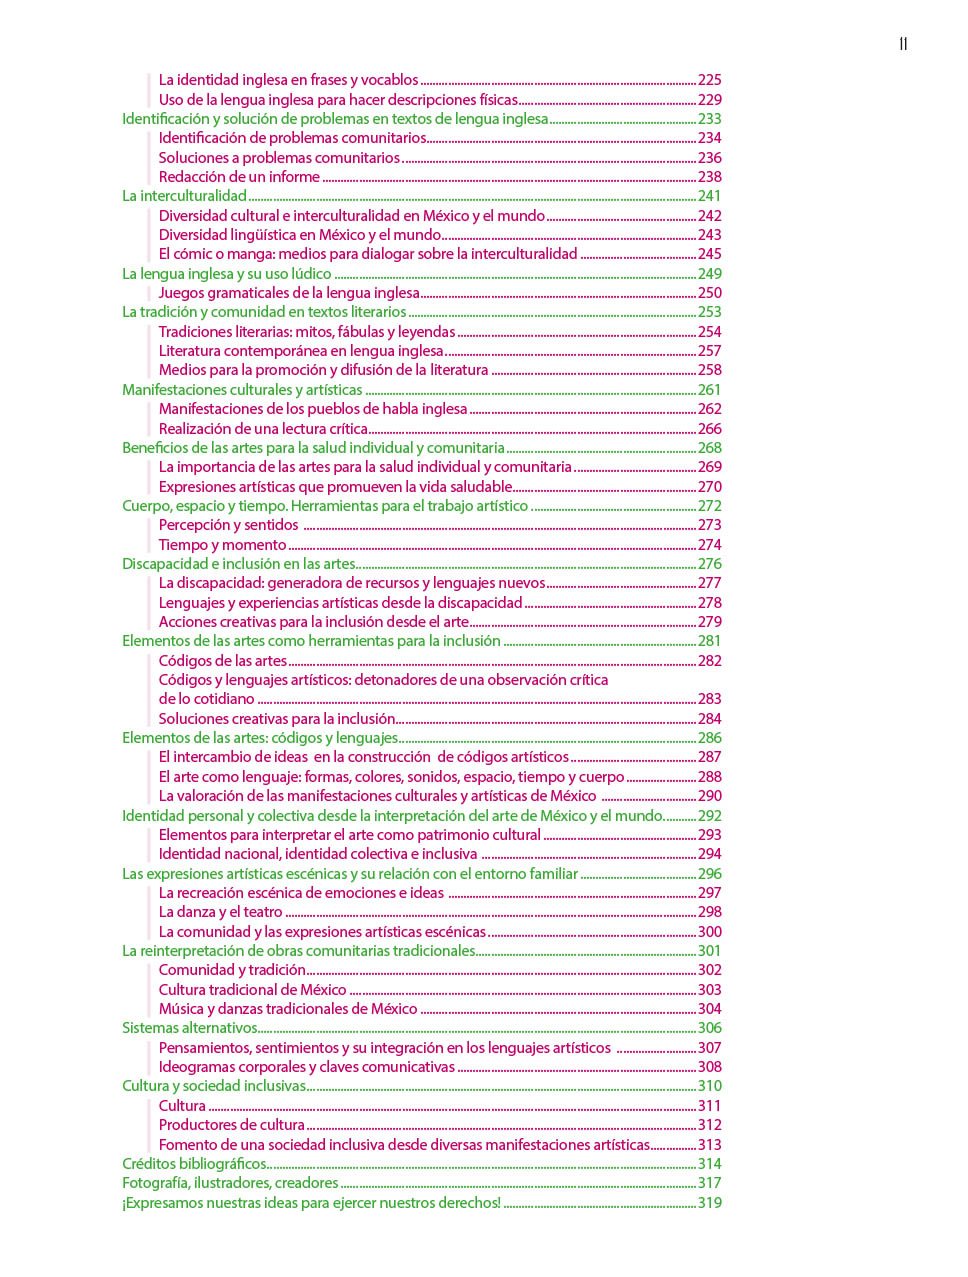 11
La identidad inglesa en frases y vocablos ........ 225
Uso de la lengua inglesa para hacer descripciones físicas ........ 229
Identificación y solución de problemas en textos de lengua inglesa ........ 233
Identificación de problemas comunitarios ........ 234
Soluciones a problemas comunitarios ........ 236
Redacción de un informe ........ 238
La interculturalidad ........ 241
Diversidad cultural e interculturalidad en México y el mundo ........ 242
Diversidad lingüística en México y el mundo ........ 243
El cómic o manga: medios para dialogar sobre la interculturalidad ........ 245
La lengua inglesa y su uso lúdico ........ 249
Juegos gramaticales de la lengua inglesa ........ 250
La tradición y comunidad en textos literarios ........ 253
Tradiciones literarias: mitos, fábulas y leyendas ........ 254
Literatura contemporánea en lengua inglesa ........ 257
Medios para la promoción y difusión de la literatura ........ 258
Manifestaciones culturales y artísticas ........ 261
Manifestaciones de los pueblos de habla inglesa ........ 262
Realización de una lectura crítica ........ 266
Beneficios de las artes para la salud individual y comunitaria ........ 268
La importancia de las artes para la salud individual y comunitaria ........ 269
Expresiones artísticas que promueven la vida saludable ........ 270
Cuerpo, espacio y tiempo. Herramientas para el trabajo artístico ........ 272
Percepción y sentidos ........ 273
Tiempo y momento ........ 274
Discapacidad e inclusión en las artes ........ 276
La discapacidad: generadora de recursos y lenguajes nuevos ........ 277
Lenguajes y experiencias artísticas desde la discapacidad ........ 278
Acciones creativas para la inclusión desde el arte ........ 279
Elementos de las artes como herramientas para la inclusión ........ 281
Códigos de las artes ........ 282
Códigos y lenguajes artísticos: detonadores de una observación crítica
de lo cotidiano ........ 283
Soluciones creativas para la inclusión ........ 284
Elementos de las artes: códigos y lenguajes ........ 286
El intercambio de ideas en la construcción de códigos artísticos ........ 287
El arte como lenguaje: formas, colores, sonidos, espacio, tiempo y cuerpo ........ 288
La valoración de las manifestaciones culturales y artísticas de México ........ 290
Identidad personal y colectiva desde la interpretación del arte de México y el mundo ........ 292
Elementos para interpretar el arte como patrimonio cultural ........ 293
Identidad nacional, identidad colectiva e inclusiva ........ 294
Las expresiones artísticas escénicas y su relación con el entorno familiar ........ 296
La recreación escénica de emociones e ideas ........ 297
La danza y el teatro ........ 298
La comunidad y las expresiones artísticas escénicas ........ 300
La reinterpretación de obras comunitarias tradicionales ........ 301
Comunidad y tradición ........ 302
Cultura tradicional de México ........ 303
Música y danzas tradicionales de México ........ 304
Sistemas alternativos ........ 306
Pensamientos, sentimientos y su integración en los lenguajes artísticos ........ 307
Ideogramas corporales y claves comunicativas ........ 308
Cultura y sociedad inclusivas ........ 310
Cultura ........ 311
Productores de cultura ........ 312
Fomento de una sociedad inclusiva desde diversas manifestaciones artísticas ........ 313
Créditos bibliográficos ........ 314
Fotografía, ilustradores, creadores ........ 317
¡Expresamos nuestras ideas para ejercer nuestros derechos! ........ 319